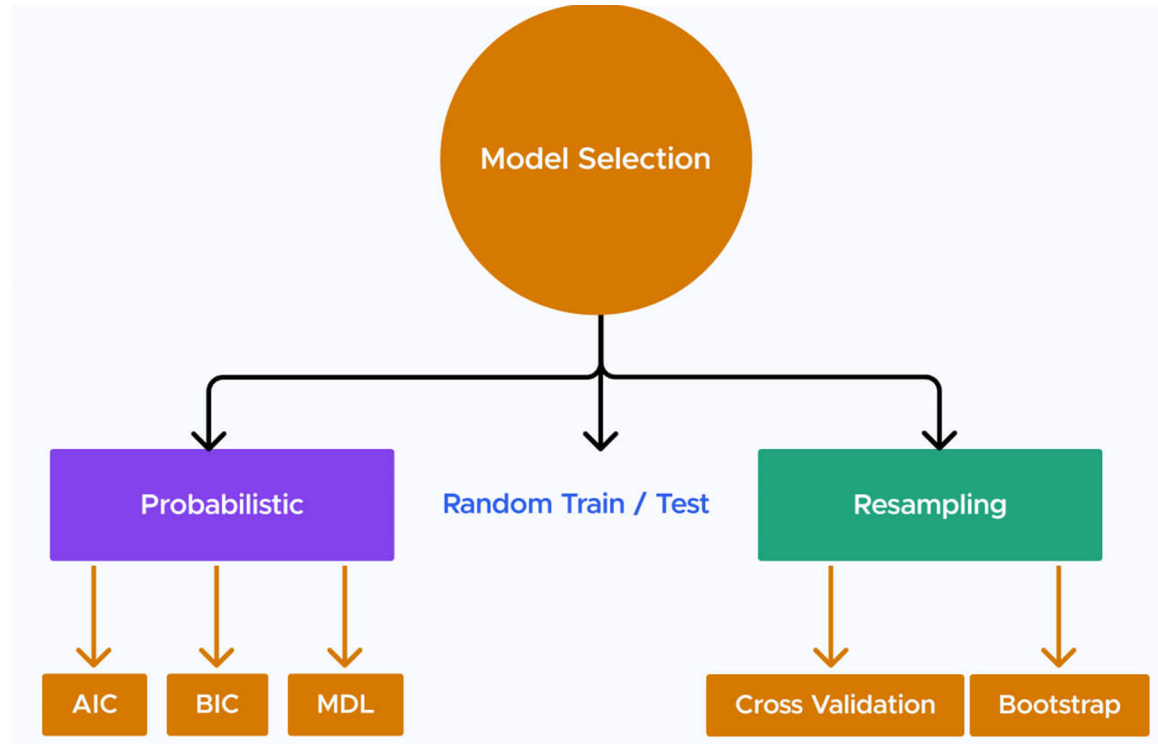 Model Selection
Probabilistic
Random Train / Test
Resampling
AIC
BIC
MDL
Cross Validation
Bootstrap